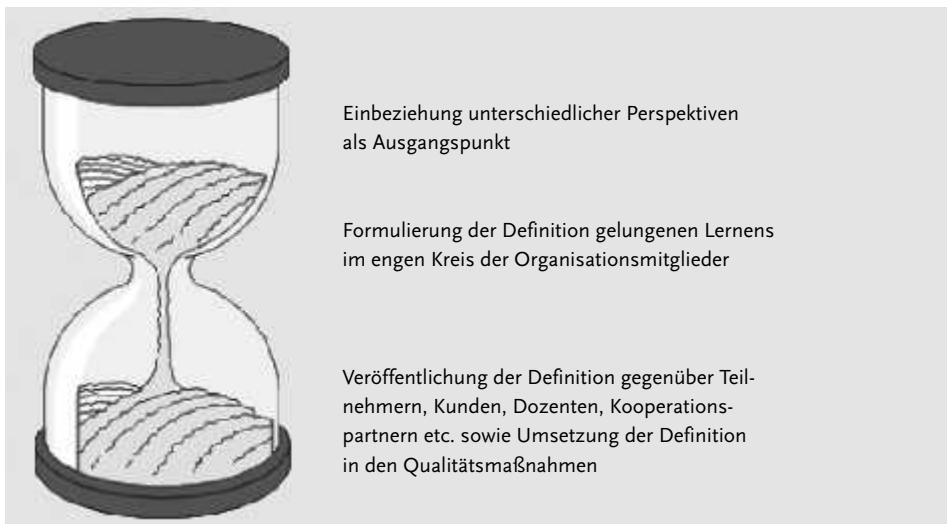 Einbeziehung unterschiedlicher Perspektiven
als Ausgangspunkt
Formulierung der Definition gelungenen Lernens
im engen Kreis der Organisationsmitglieder
Veröffentlichung der Definition gegenüber Teil-
nehmern, Kunden, Dozenten, Kooperations-
partnern etc. sowie Umsetzung der Definition
in den Qualitätsmaßnahmen